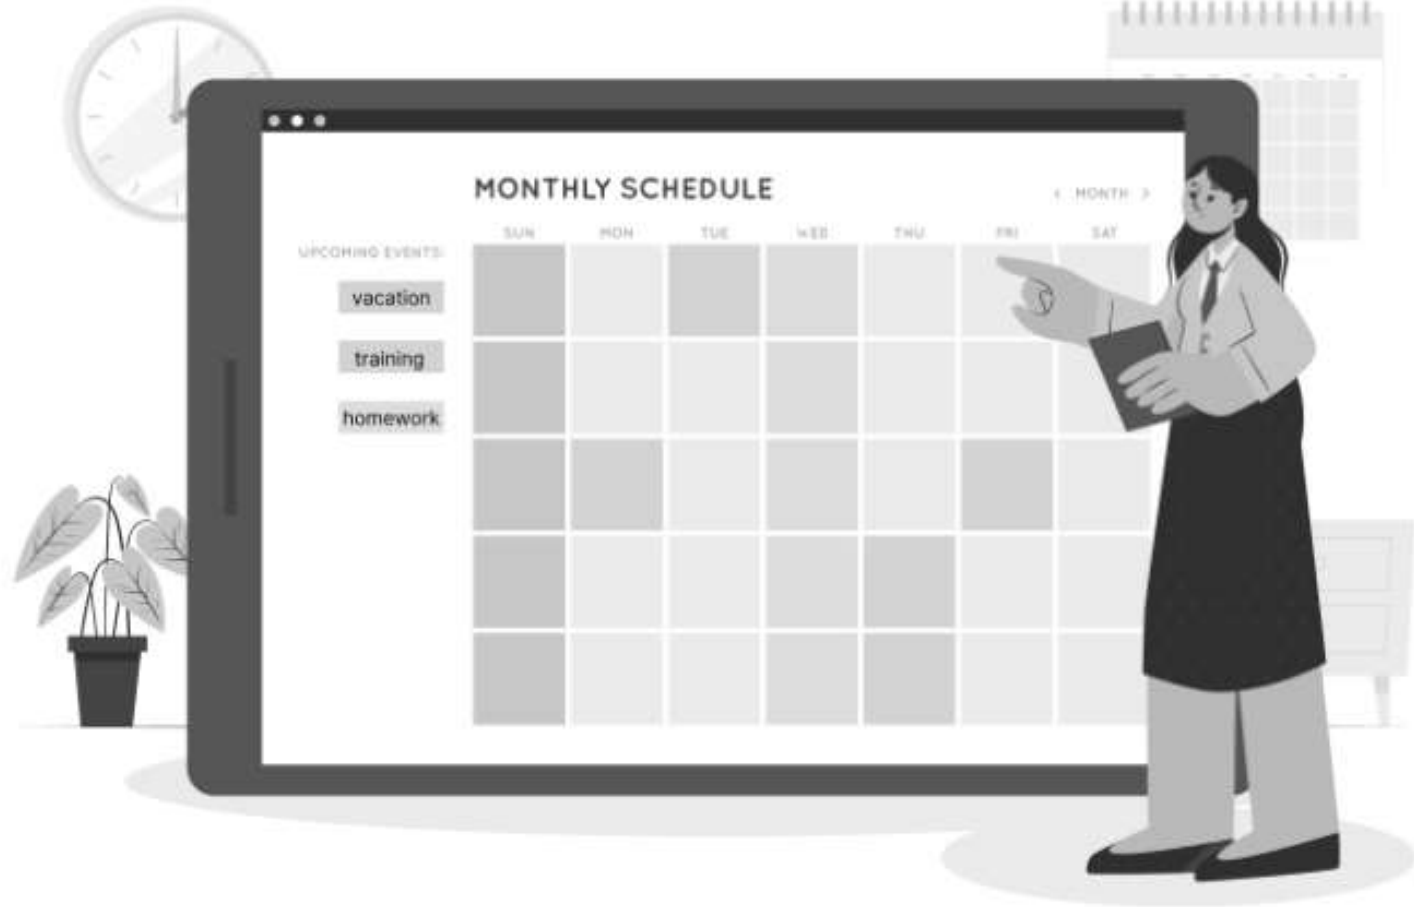 MONTHLY SCHEDULE
< MONTH >
SUN MON TUE WED THU FRI SAT
UPCOMING EVENTS:
vacation
training
homework